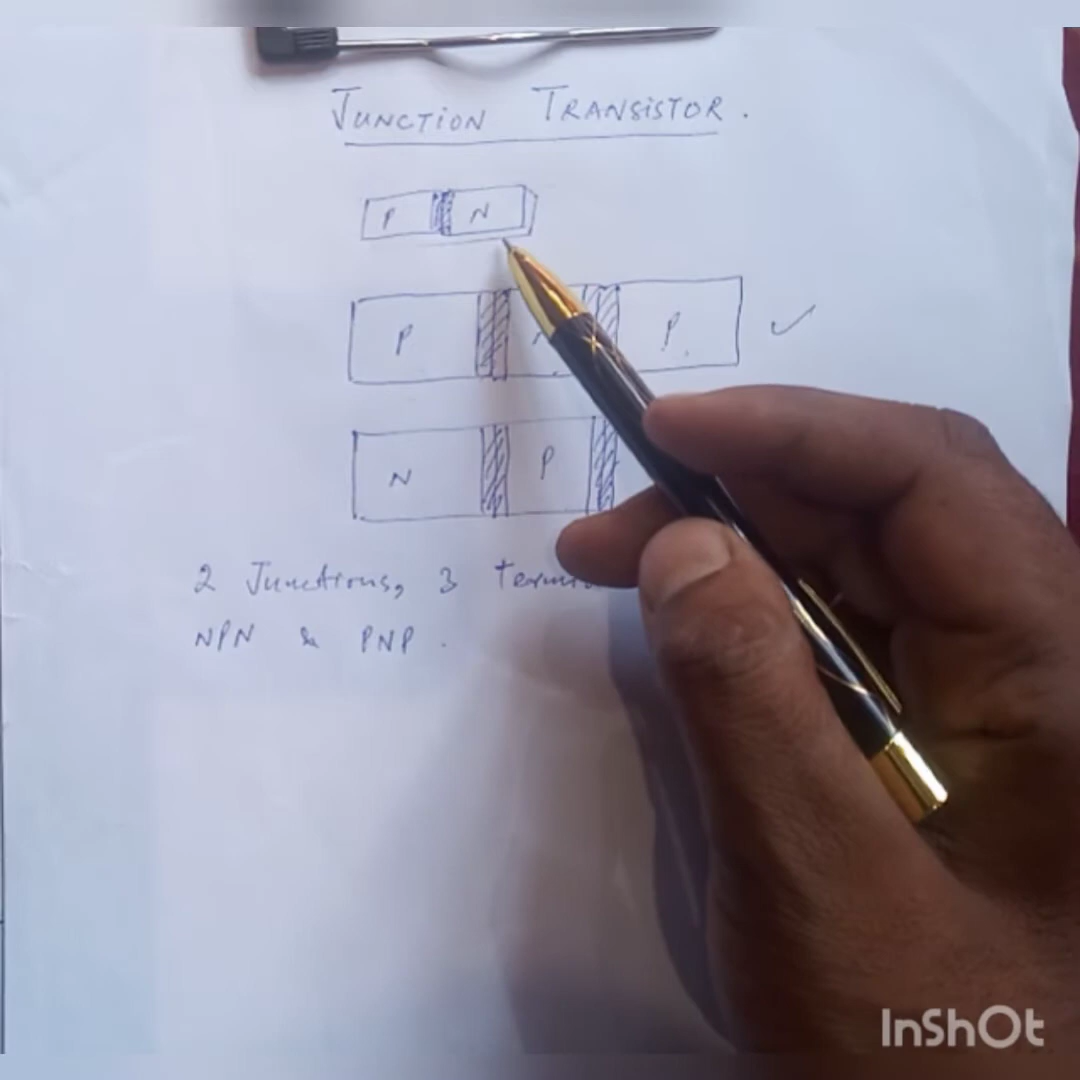 JUNCTION TRANSISTOR.
P N
P P
N P
2 Junctions, 3
NPN & PNP.
InShOt